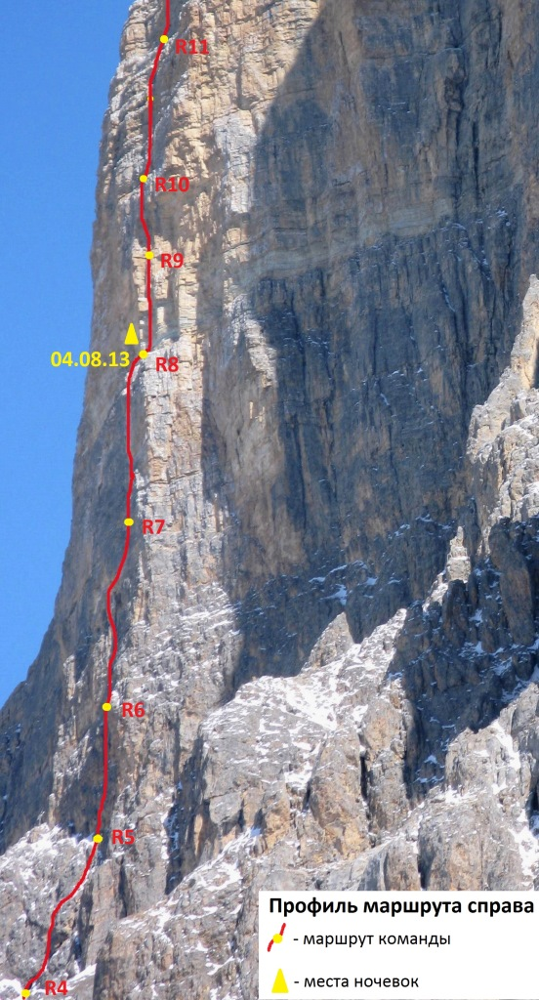 R11
R10
R9
04.08.13
R8
R7
R6
R5
R4
Профиль маршрута справа
- маршрут команды
- места ночевок